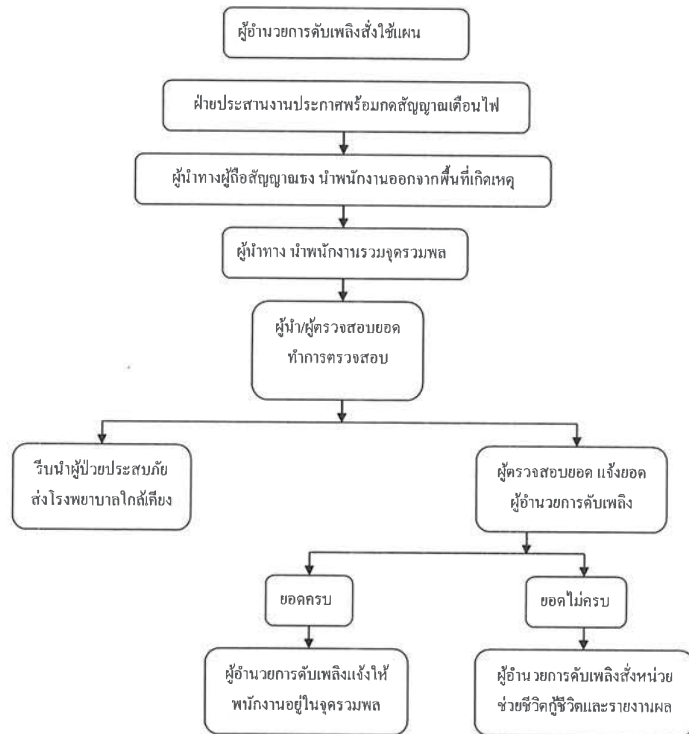 ผู้อำนวยการดับเพลิงสั่งใช้แผน
ฝ่ายประสานงานประกาศพร้อมกดสัญญาณเตือนไฟ
ผู้นำทางผู้ถือสัญญาณธง นำพนักงานออกจากพื้นที่เกิดเหตุ
ผู้นำทาง นำพนักงานรวมจุดรวมพล
ผู้นำ/ผู้ตรวจสอบยอด
ทำการตรวจสอบ
รีบนำผู้ป่วยประสบภัย
ส่งโรงพยาบาลใกล้เคียง
ผู้ตรวจสอบยอด แจ้งยอด
ผู้อำนวยการดับเพลิง
ยอดครบ
ยอดไม่ครบ
ผู้อำนวยการดับเพลิงแจ้งให้
พนักงานอยู่ในจุดรวมพล
ผู้อำนวยการดับเพลิงสั่งหน่วย
ช่วยชีวิตกู้ชีวิตและรายงานผล